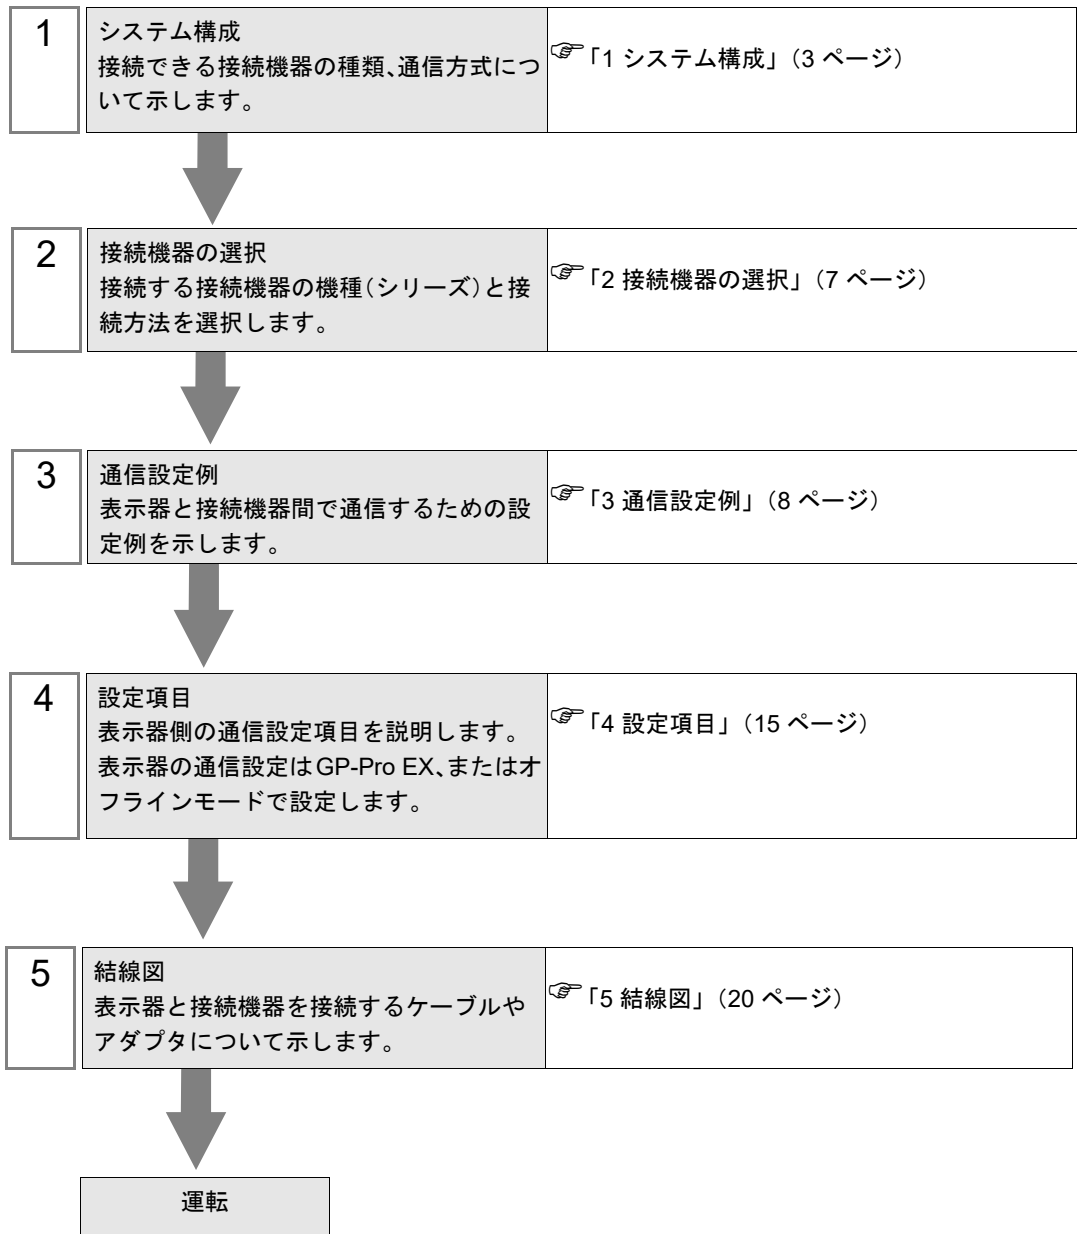 1
システム構成
接続できる接続機器の種類、通信方式につ
いて示します。
☞「1 システム構成」（3 ページ）
2
接続機器の選択
接続する接続機器の機種（シリーズ）と接
続方法を選択します。
☞「2 接続機器の選択」（7 ページ）
3
通信設定例
表示器と接続機器間で通信するための設
定例を示します。
☞「3 通信設定例」（8 ページ）
4
設定項目
表示器側の通信設定項目を説明します。
表示器の通信設定はGP-Pro EX、またはオ
フラインモードで設定します。
☞「4 設定項目」（15 ページ）
5
結線図
表示器と接続機器を接続するケーブルや
アダプタについて示します。
☞「5 結線図」（20 ページ）
運転